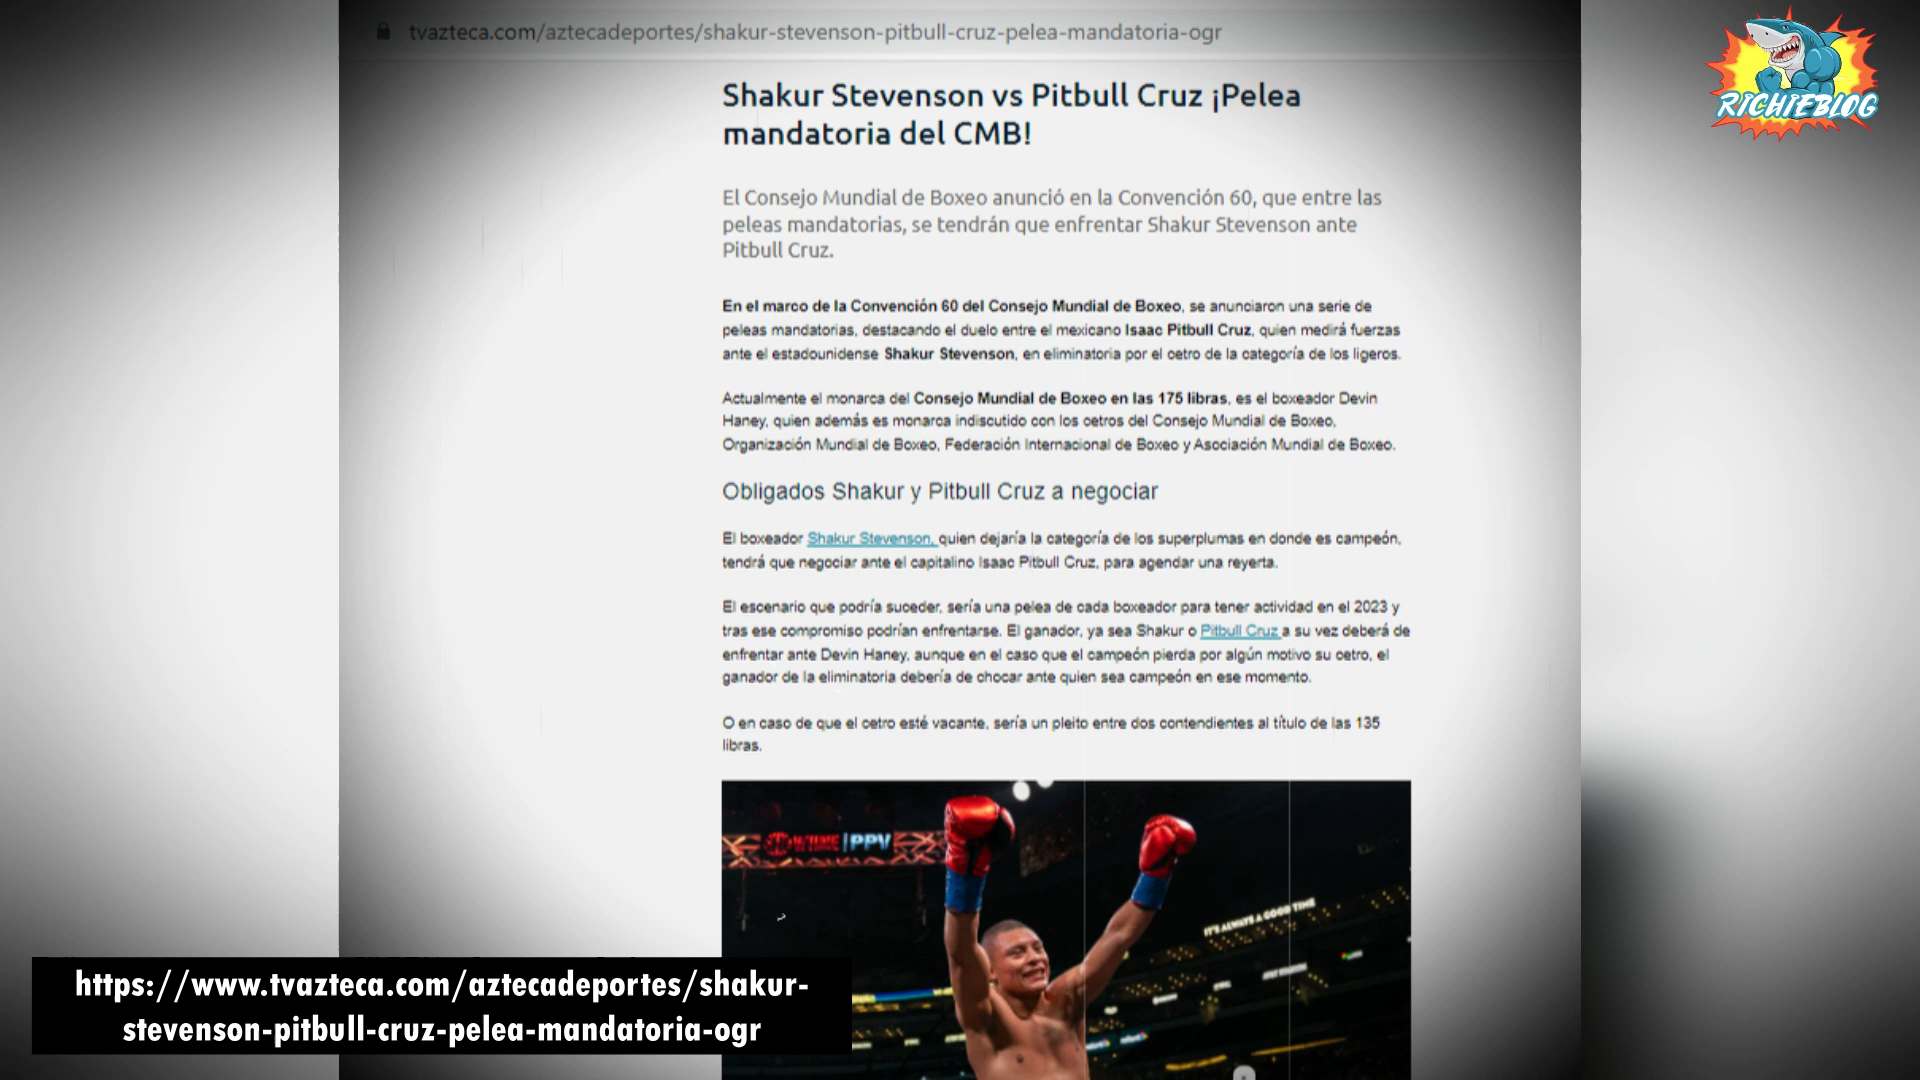 tvazteca.com/aztecadeportes/shakur-stevenson-pitbull-cruz-pelea-mandatoria-ogr
RICHIEBLOG
Shakur Stevenson vs Pitbull Cruz ¡Pelea
mandatoria del CMB!
El Consejo Mundial de Boxeo anunció en la Convención 60, que entre las
peleas mandatorias, se tendrán que enfrentar Shakur Stevenson ante
Pitbull Cruz.
En el marco de la Convención 60 del Consejo Mundial de Boxeo, se anunciaron una serie de
peleas mandatorias, destacando el duelo entre el mexicano Isaac Pitbull Cruz, quien medirá fuerzas
ante el estadounidense Shakur Stevenson, en eliminatoria por el cetro de la categoría de los ligeros.
Actualmente el monarca del Consejo Mundial de Boxeo en las 175 libras, es el boxeador Devin
Haney, quien además es monarca indiscutido con los cetros del Consejo Mundial de Boxeo,
Organización Mundial de Boxeo, Federación Internacional de Boxeo y Asociación Mundial de Boxeo.
Obligados Shakur y Pitbull Cruz a negociar
El boxeador Shakur Stevenson, quien dejaría la categoría de los superplumas en donde es campeón,
tendrá que negociar ante el capitalino Isaac Pitbull Cruz, para agendar una reyerta.
El escenario que podría suceder, sería una pelea de cada boxeador para tener actividad en el 2023 y
tras ese compromiso podrían enfrentarse. El ganador, ya sea Shakur o Pitbull Cruz a su vez deberá de
enfrentar ante Devin Haney, aunque en el caso que el campeón pierda por algún motivo su cetro, el
ganador de la eliminatoria debería de chocar ante quien sea campeón en ese momento.
O en caso de que el cetro esté vacante, sería un pleito entre dos contendientes al título de las 135
libras.
SHOWTIME PPV
IT'S ALWAYS A GOOD TIME
https://www.tvazteca.com/aztecadeportes/shakur-
stevenson-pitbull-cruz-pelea-mandatoria-ogr